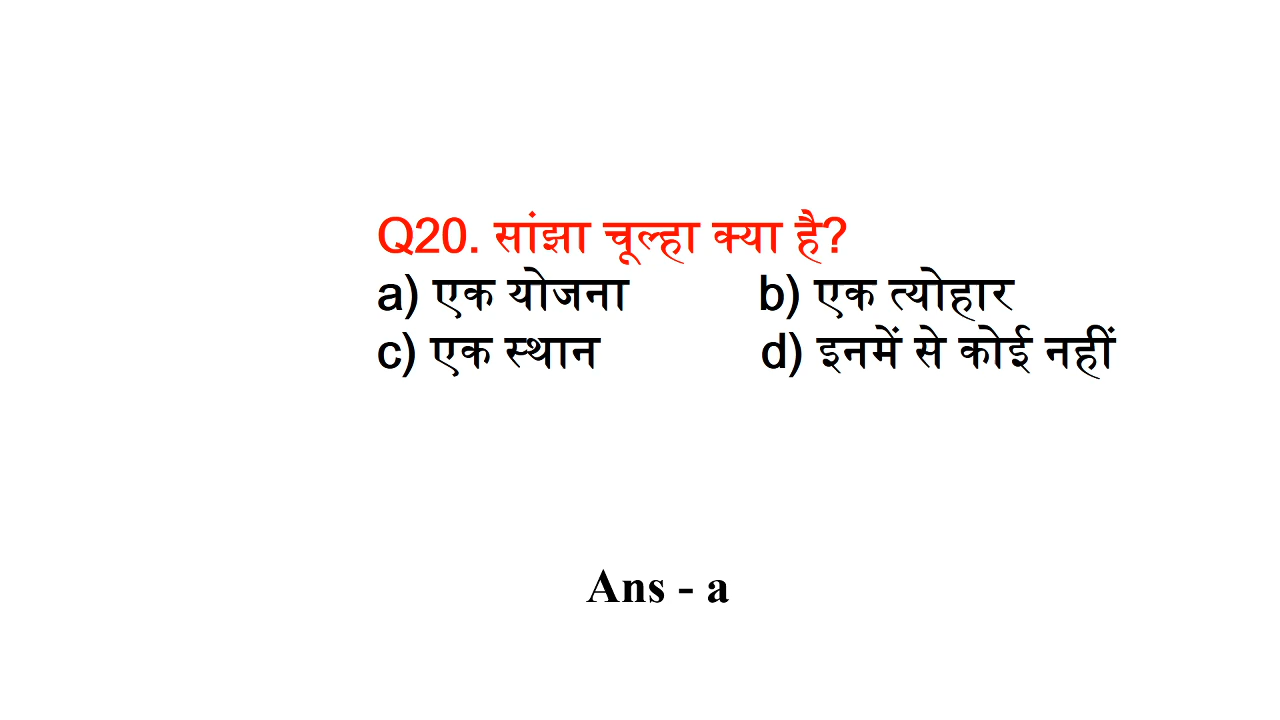 Q20. सांझा चूल्हा क्या है?
a) एक योजना b) एक त्योहार
c) एक स्थान d) इनमें से कोई नहीं
Ans - a